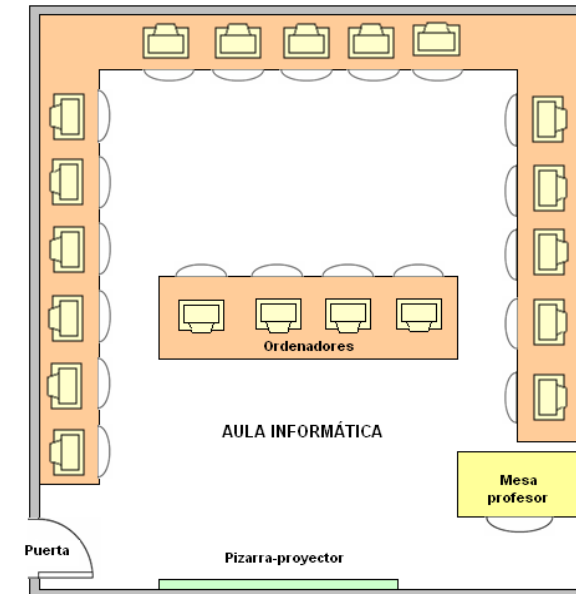 Ordenadores
AULA INFORMÁTICA
Mesa
profesor
Puerta
Pizarra-proyector